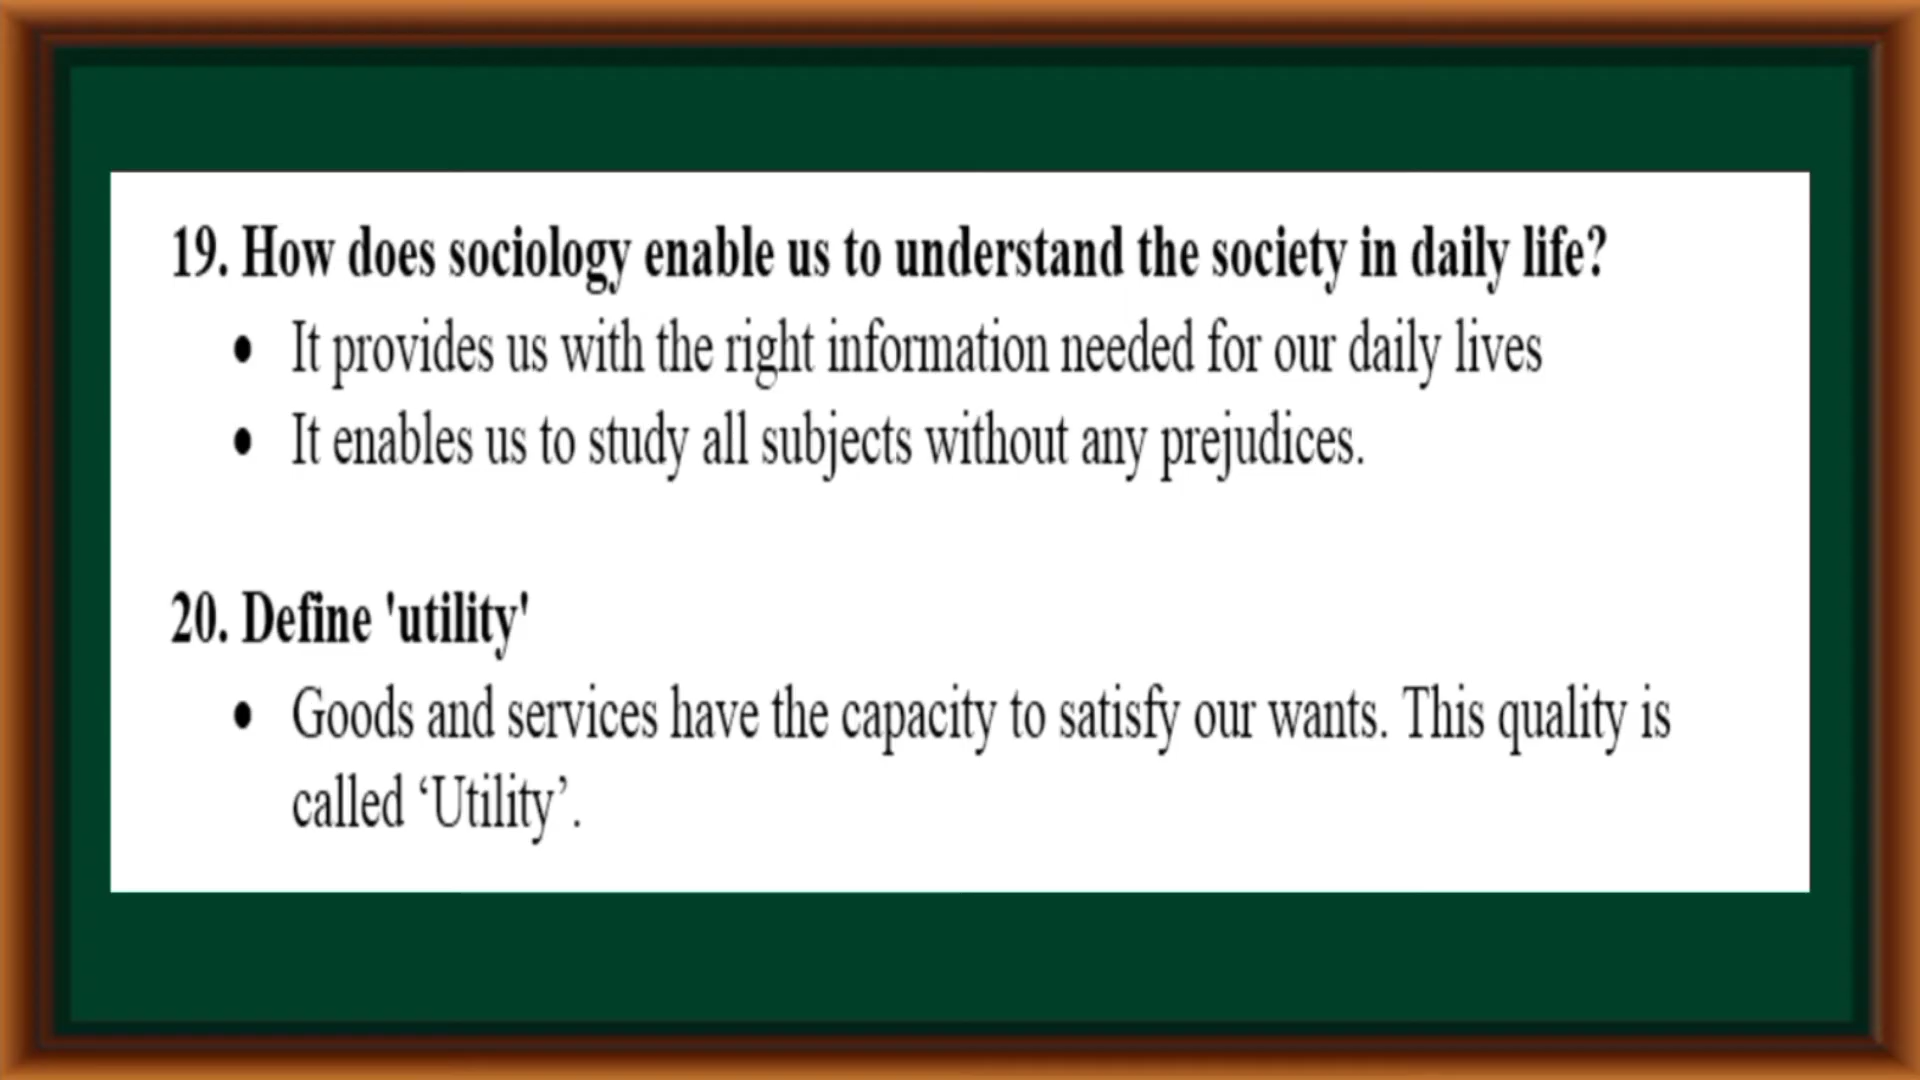 19. How does sociology enable us to understand the society in daily life?
• It provides us with the right information needed for our daily lives
• It enables us to study all subjects without any prejudices.
20. Define 'utility'
• Goods and services have the capacity to satisfy our wants. This quality is
called ‘Utility’.